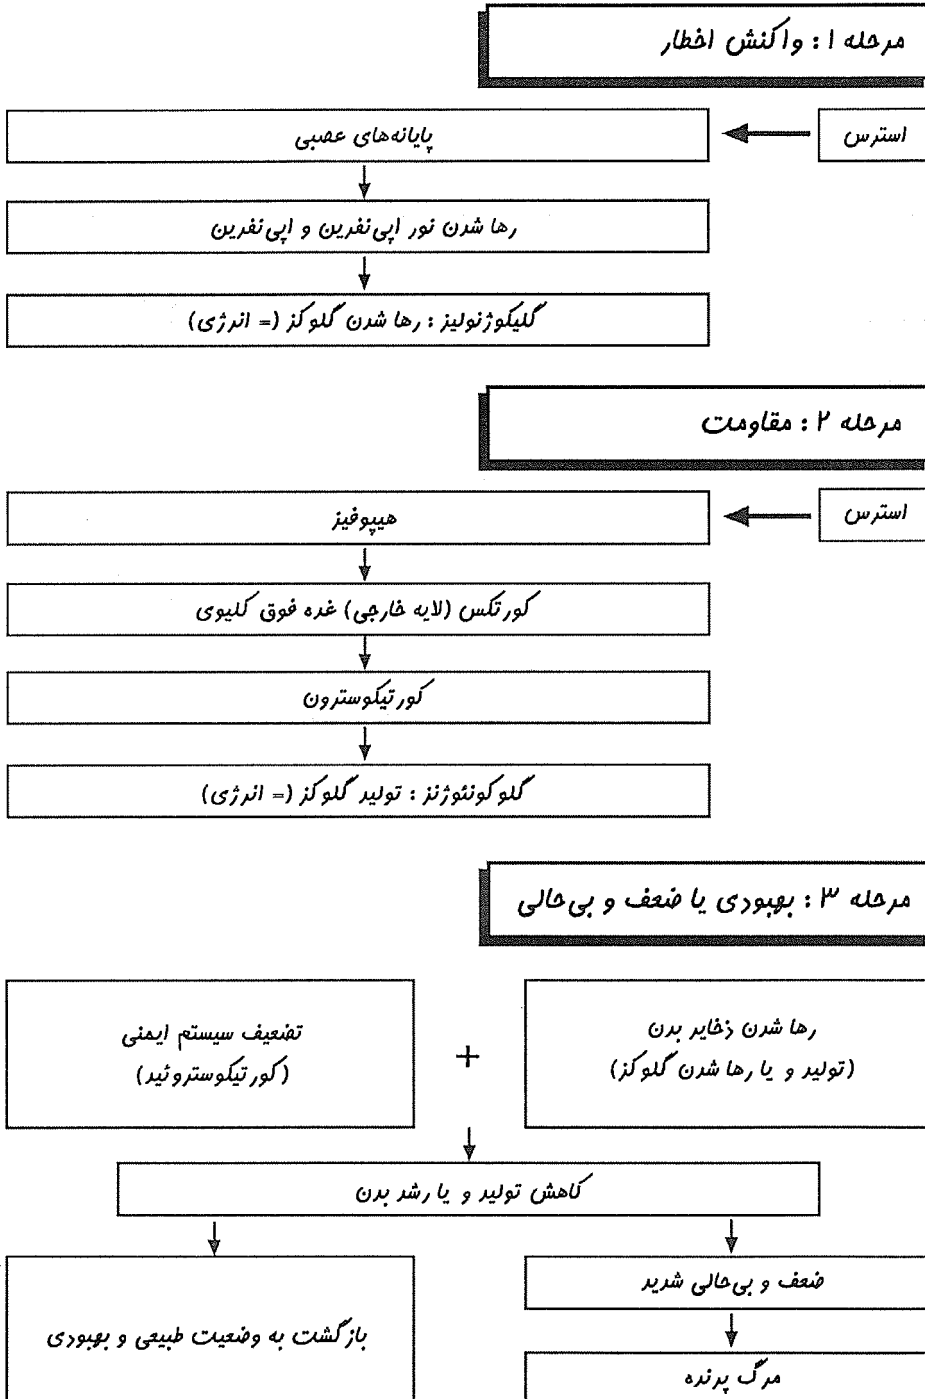 مرحله ۱: واکنش اخطار
استرس
پایانه‌های عصبی
رها شدن نور اپی‌نفرین و اپی‌نفرین
گلیکوژنولیز: رها شدن گلوکز (= انرژی)
مرحله ۲: مقاومت
استرس
هیپوفیز
کورتکس (لایه خارجی) غده فوق کلیوی
کورتیکوسترون
گلوکونئوژنز: تولید گلوکز (= انرژی)
مرحله ۳: بهبودی یا ضعف و بی‌حالی
رها شدن ذخایر بدن
(تولید و یا رها شدن گلوکز)
+
تضعیف سیستم ایمنی
(کورتیکوستروئید)
کاهش تولید و یا رشد بدن
ضعف و بی‌حالی شدید
مرگ پرنده
بازگشت به وضعیت طبیعی و بهبودی